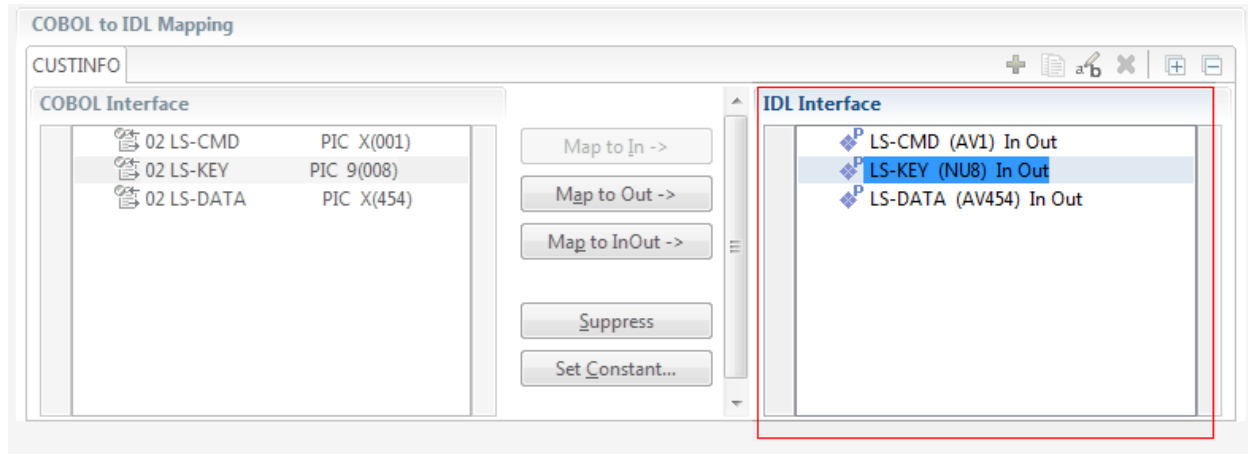 COBOL to IDL Mapping
CUSTINFO
COBOL Interface
02 LS-CMD PIC X(001)
02 LS-KEY PIC 9(008)
02 LS-DATA PIC X(454)
Map to In ->
Map to Out ->
Map to InOut ->
Suppress
Set Constant...
IDL Interface
LS-CMD (AV1) In Out
LS-KEY (NU8) In Out
LS-DATA (AV454) In Out